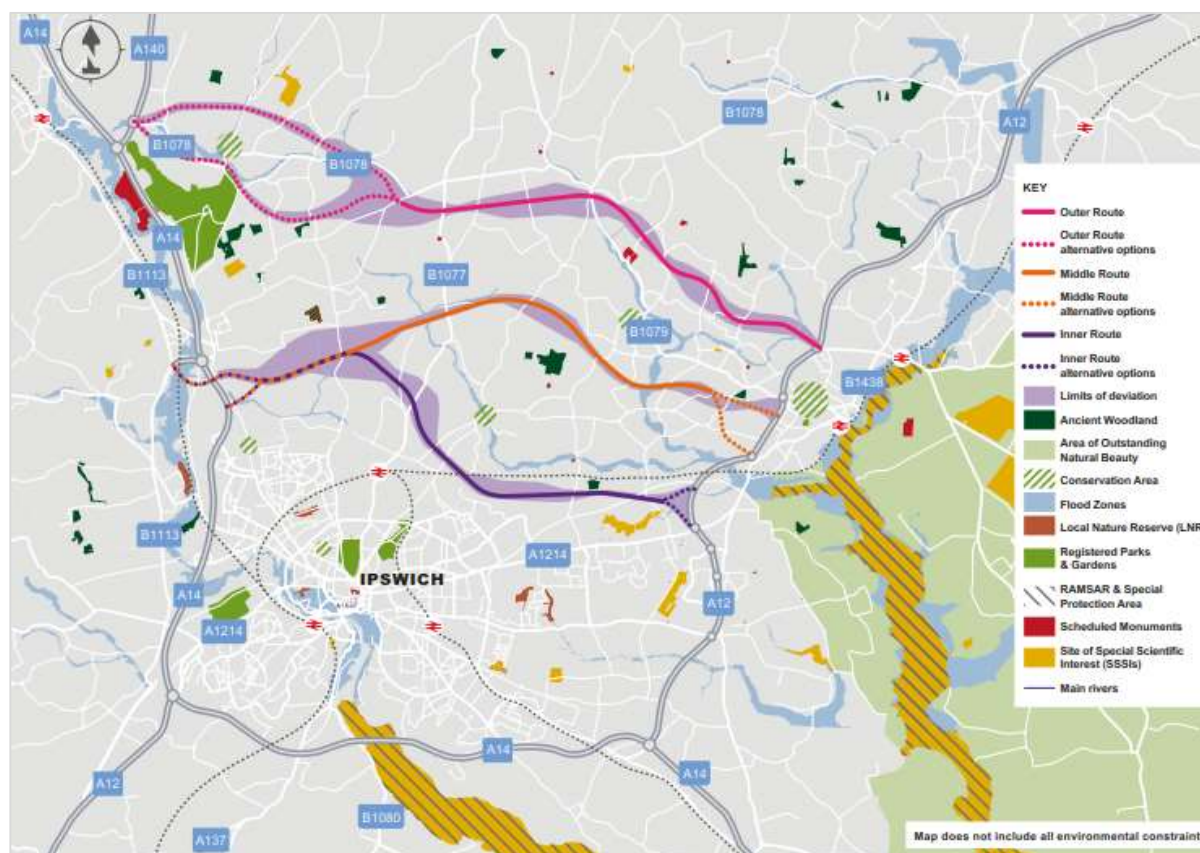 A14
A140
B1078
A12
B1078
B1078
A14
B1113
B1077
B1079
B1438
B1113
A1214
IPSWICH
A14
A12
A1214
A14
A12
A14
B1080
A137
KEY
Outer Route
Outer Route
alternative options
Middle Route
Middle Route
alternative options
Inner Route
Inner Route
alternative options
Limits of deviation
Ancient Woodland
Area of Outstanding
Natural Beauty
Conservation Area
Flood Zones
Local Nature Reserve (LNR
Registered Parks
& Gardens
RAMSAR & Special
Protection Area
Scheduled Monuments
Site of Special Scientific
Interest (SSSIs)
Main rivers
Map does not include all environmental constraint